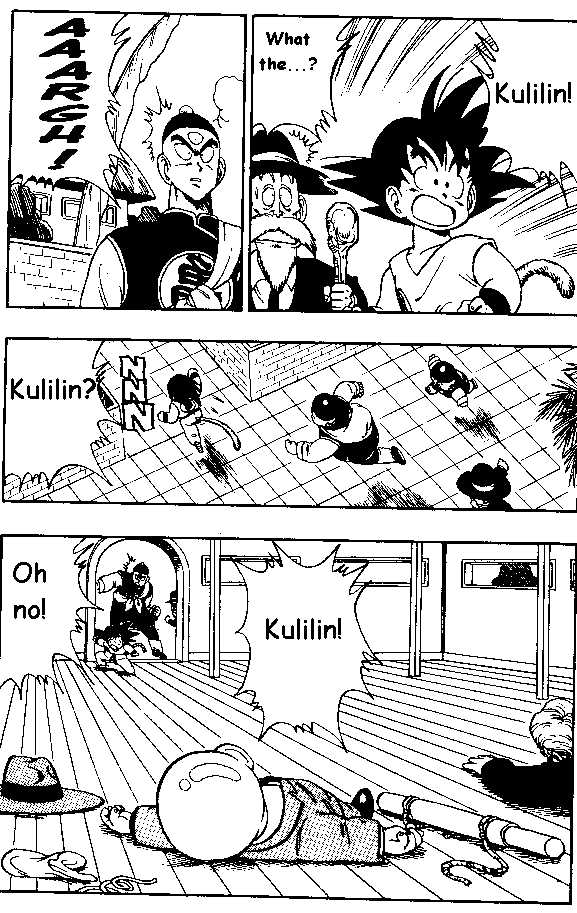 AAARGH!
What
the...?
Kulilin!
Kulilin?
NNN
Oh
no!
Kulilin!